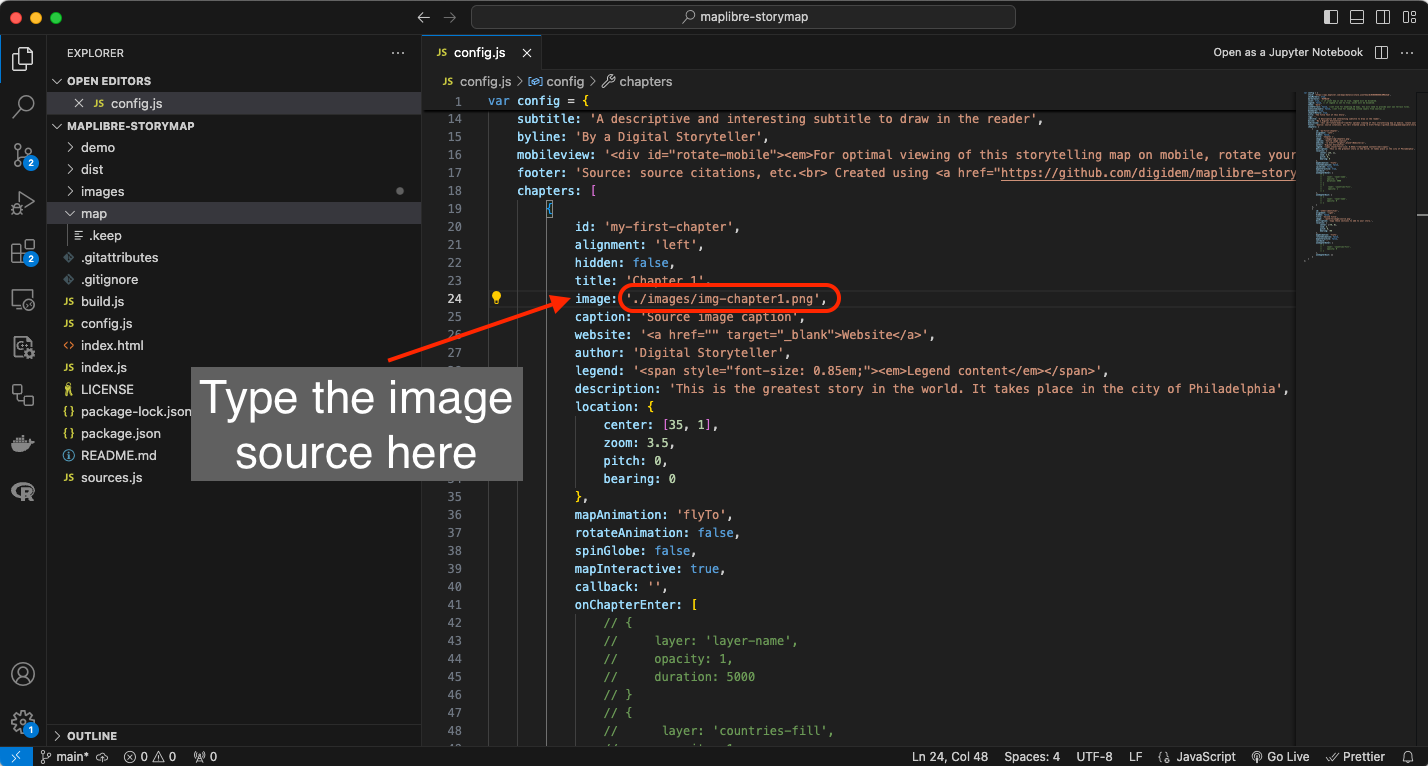 maplibre-storymap
EXPLORER
OPEN EDITORS
JS config.js
MAPLIBRE-STORYMAP
demo
dist
images
map
.keep
.gitattributes
.gitignore
JS build.js
JS config.js
<> index.html
JS index.js
LICENSE
{} package-lock.json
{} package.json
README.md
JS sources.js
OUTLINE
2
2
1
JS config.js
Open as a Jupyter Notebook
JS config.js > config > chapters
1 var config = {
14 subtitle: 'A descriptive and interesting subtitle to draw in the reader',
15 byline: 'By a Digital Storyteller',
16 mobileview: '<div id="rotate-mobile"><em>For optimal viewing of this storytelling map on mobile, rotate your
17 footer: 'Source: source citations, etc.<br> Created using <a href="https://github.com/digidem/maplibre-story
18 chapters: [
19 {
20 id: 'my-first-chapter',
21 alignment: 'left',
22 hidden: false,
23 title: 'Chapter 1',
24 image: './images/img-chapter1.png',
25 caption: 'Source image caption',
26 website: '<a href="" target="_blank">Website</a>',
27 author: 'Digital Storyteller',
legend: '<span style="font-size: 0.85em;"><em>Legend content</em></span>',
description: 'This is the greatest story in the world. It takes place in the city of Philadelphia',
location: {
center: [35, 1],
zoom: 3.5,
pitch: 0,
bearing: 0
35 },
36 mapAnimation: 'flyTo',
37 rotateAnimation: false,
38 spinGlobe: false,
39 mapInteractive: true,
40 callback: '',
41 onChapterEnter: [
42 // {
43 // layer: 'layer-name',
44 // opacity: 1,
45 // duration: 5000
46 // }
47 // {
48 // layer: 'countries-fill',
Type the image
source here
main* 0 0 0 Ln 24, Col 48 Spaces: 4 UTF-8 LF {} JavaScript Go Live Prettier